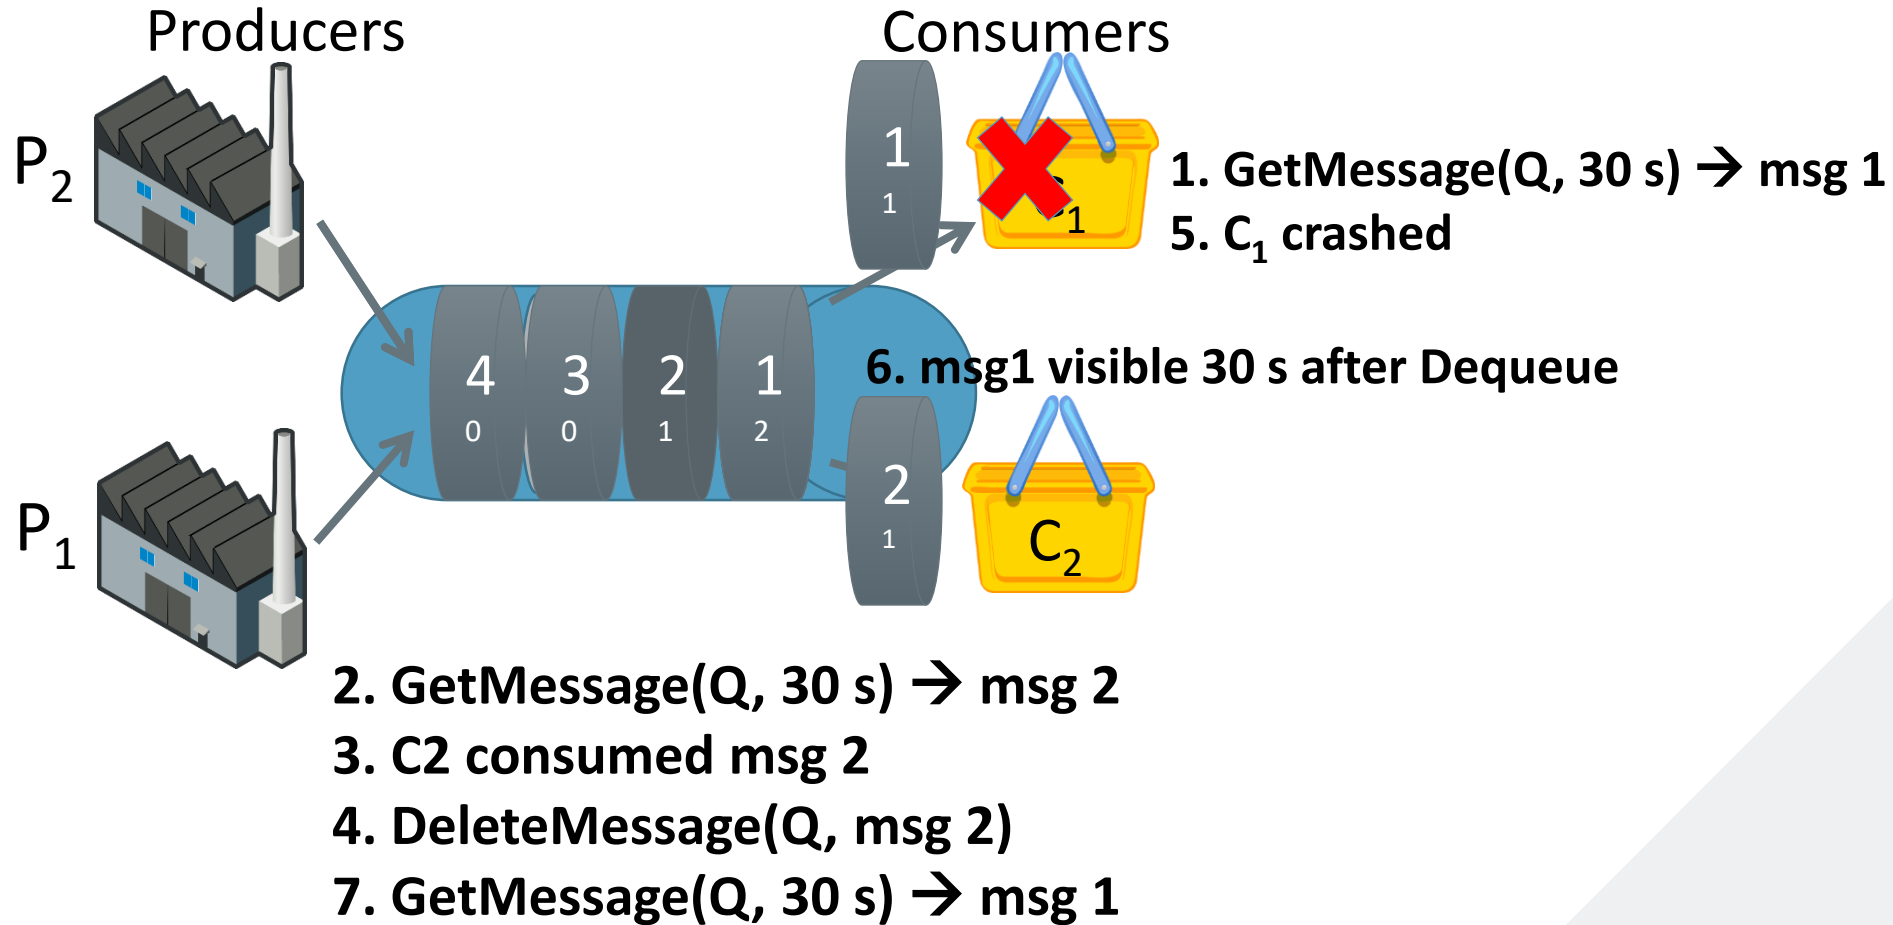 Producers
Consumers
P2
1
1
C1
1. GetMessage(Q, 30 s) → msg 1
5. C1 crashed
4 3 2 1
0 0 1 2
6. msg1 visible 30 s after Dequeue
P1
2
1
C2
2. GetMessage(Q, 30 s) → msg 2
3. C2 consumed msg 2
4. DeleteMessage(Q, msg 2)
7. GetMessage(Q, 30 s) → msg 1